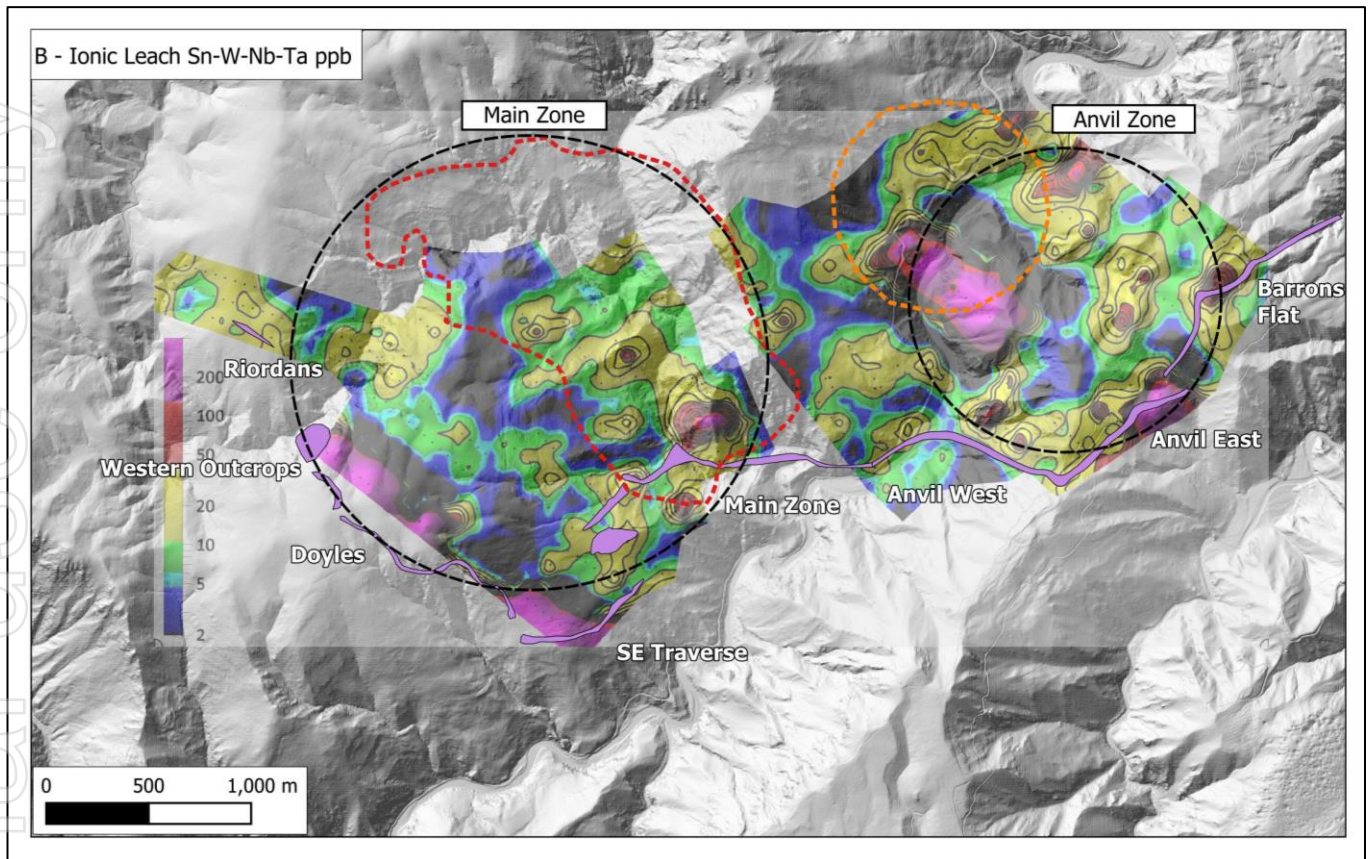 B - Ionic Leach Sn-W-Nb-Ta ppb
Main Zone
Anvil Zone
Barrons
Flat
Riordans
200
100
50
20
10
5
2
Western Outcrops
Anvil East
Anvil West
Main Zone
Doyles
SE Traverse
0 500 1,000 m